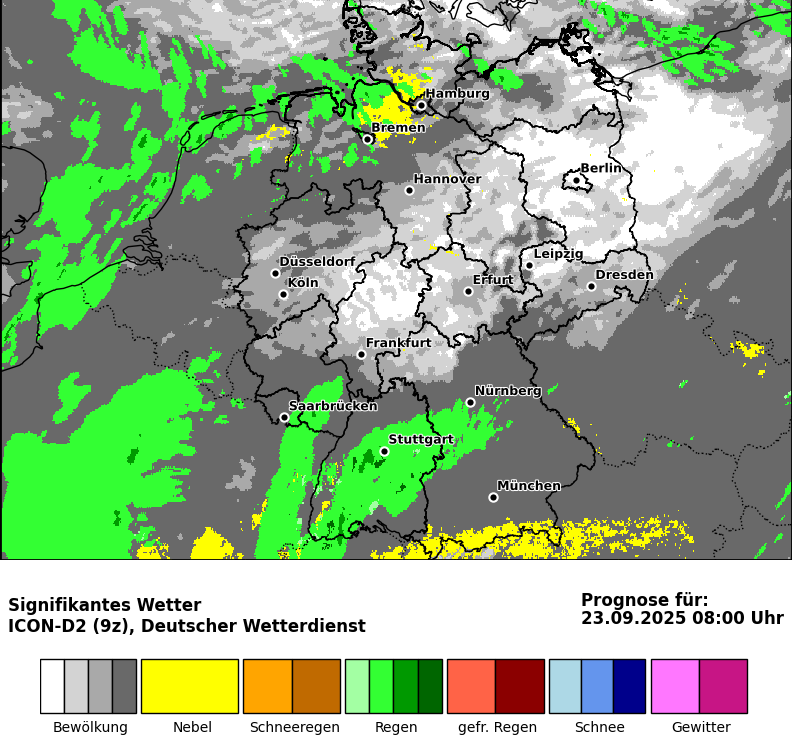 Hamburg
Bremen
Berlin
Hannover
Leipzig
Düsseldorf
Dresden
Köln
Erfurt
Frankfurt
Nürnberg
Saarbrücken
Stuttgart
München
Signifikantes Wetter
ICON-D2 (9z), Deutscher Wetterdienst
Prognose für:
23.09.2025 08:00 Uhr
Bewölkung Nebel Schneeregen Regen gefr. Regen Schnee Gewitter